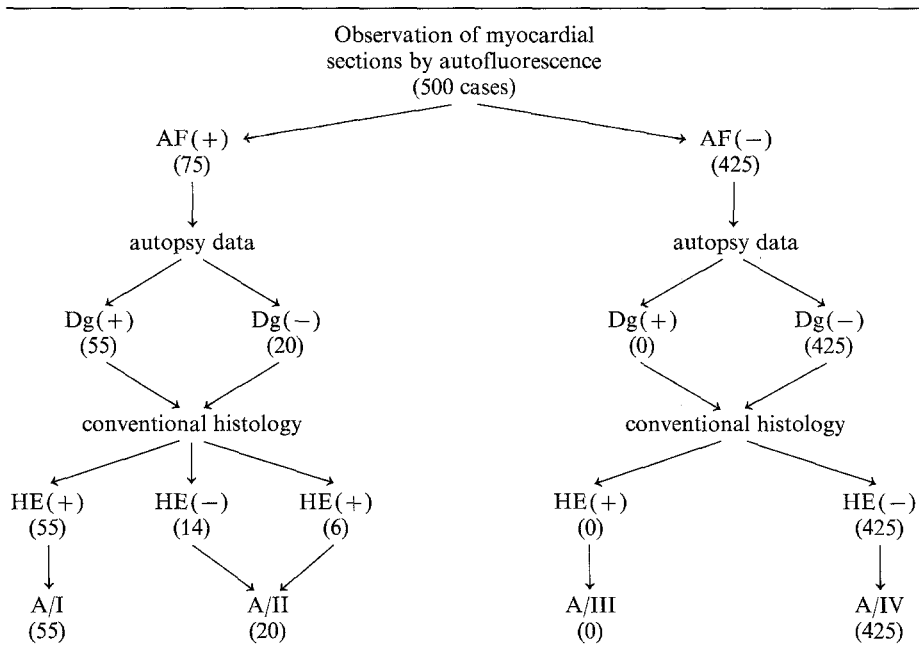 Observation of myocardial
sections by autofluorescence
(500 cases)
AF(+) AF(−)
(75) (425)
autopsy data autopsy data
Dg(+) Dg(−) Dg(+) Dg(−)
(55) (20) (0) (425)
conventional histology conventional histology
HE(+) HE(−) HE(+) HE(+) HE(−)
(55) (14) (6) (0) (425)
A/I A/II A/III A/IV
(55) (20) (0) (425)